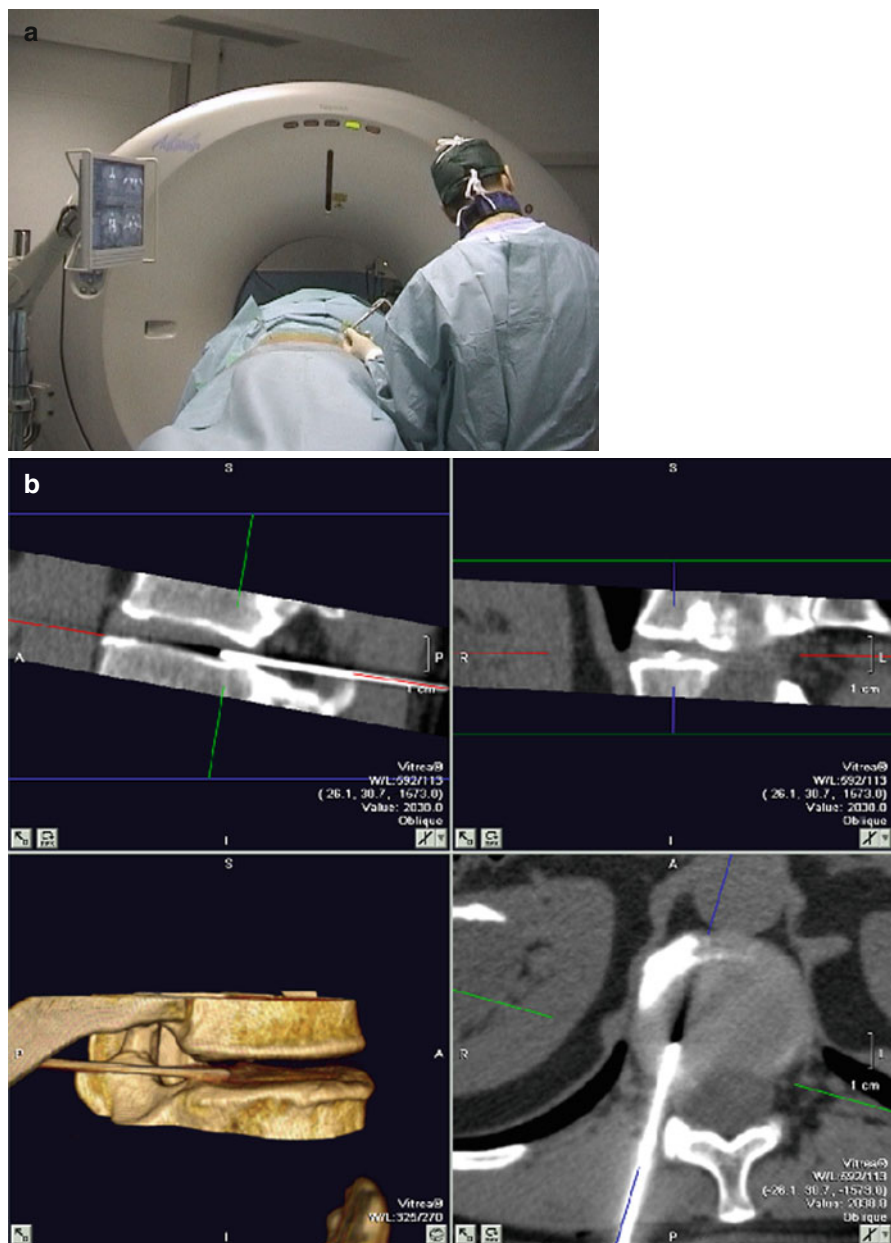 a
b
S
A
P
1 cm
Vitrea®
W/L:592/113
( 26.1, 30.7, 1573.0)
Value: 2030.0
Oblique
I
S
R
L
1 cm
Vitrea®
W/L:592/113
( 26.1, 30.7, 1573.0)
Value: 2030.0
Oblique
I
S
P
A
Vitrea®
W/L:325/270
I
A
R
L
1 cm
Vitrea®
W/L:592/113
(-26.1, 30.7, -1573.0)
Value: 2030.0
Oblique
P